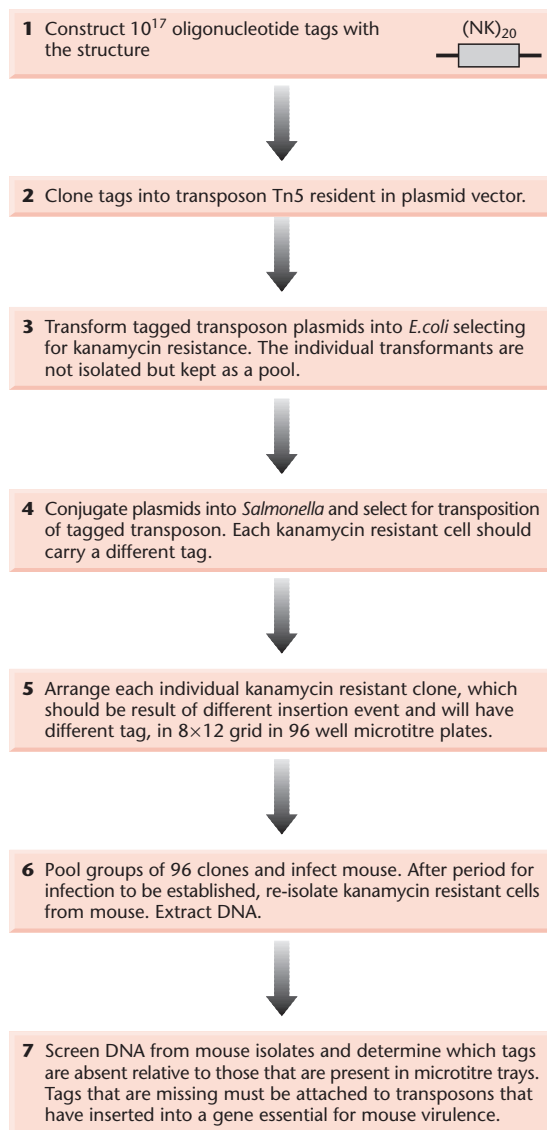 1 Construct 10¹⁷ oligonucleotide tags with
the structure
(NK)₂₀
2 Clone tags into transposon Tn5 resident in plasmid vector.
3 Transform tagged transposon plasmids into E.coli selecting
for kanamycin resistance. The individual transformants are
not isolated but kept as a pool.
4 Conjugate plasmids into Salmonella and select for transposition
of tagged transposon. Each kanamycin resistant cell should
carry a different tag.
5 Arrange each individual kanamycin resistant clone, which
should be result of different insertion event and will have
different tag, in 8×12 grid in 96 well microtitre plates.
6 Pool groups of 96 clones and infect mouse. After period for
infection to be established, re-isolate kanamycin resistant cells
from mouse. Extract DNA.
7 Screen DNA from mouse isolates and determine which tags
are absent relative to those that are present in microtitre trays.
Tags that are missing must be attached to transposons that
have inserted into a gene essential for mouse virulence.